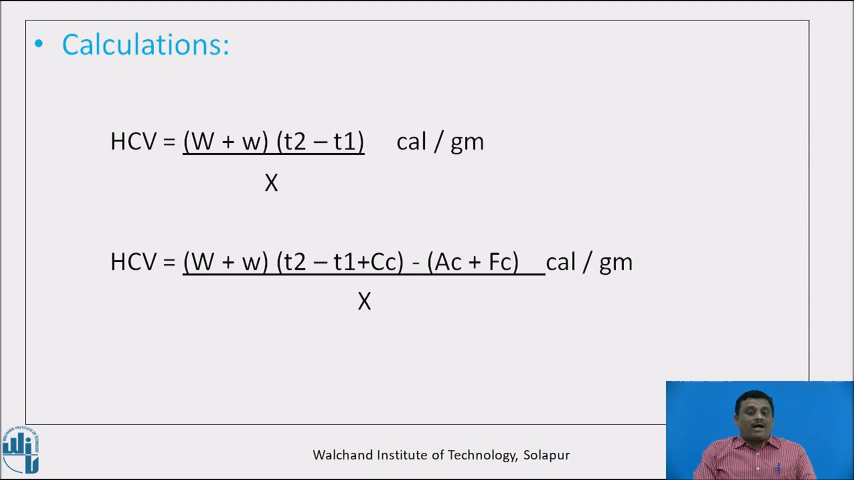 • Calculations:
HCV = (W + w) (t2 – t1) cal / gm
X
HCV = (W + w) (t2 – t1+Cc) - (Ac + Fc) cal / gm
X
Walchand Institute of Technology, Solapur